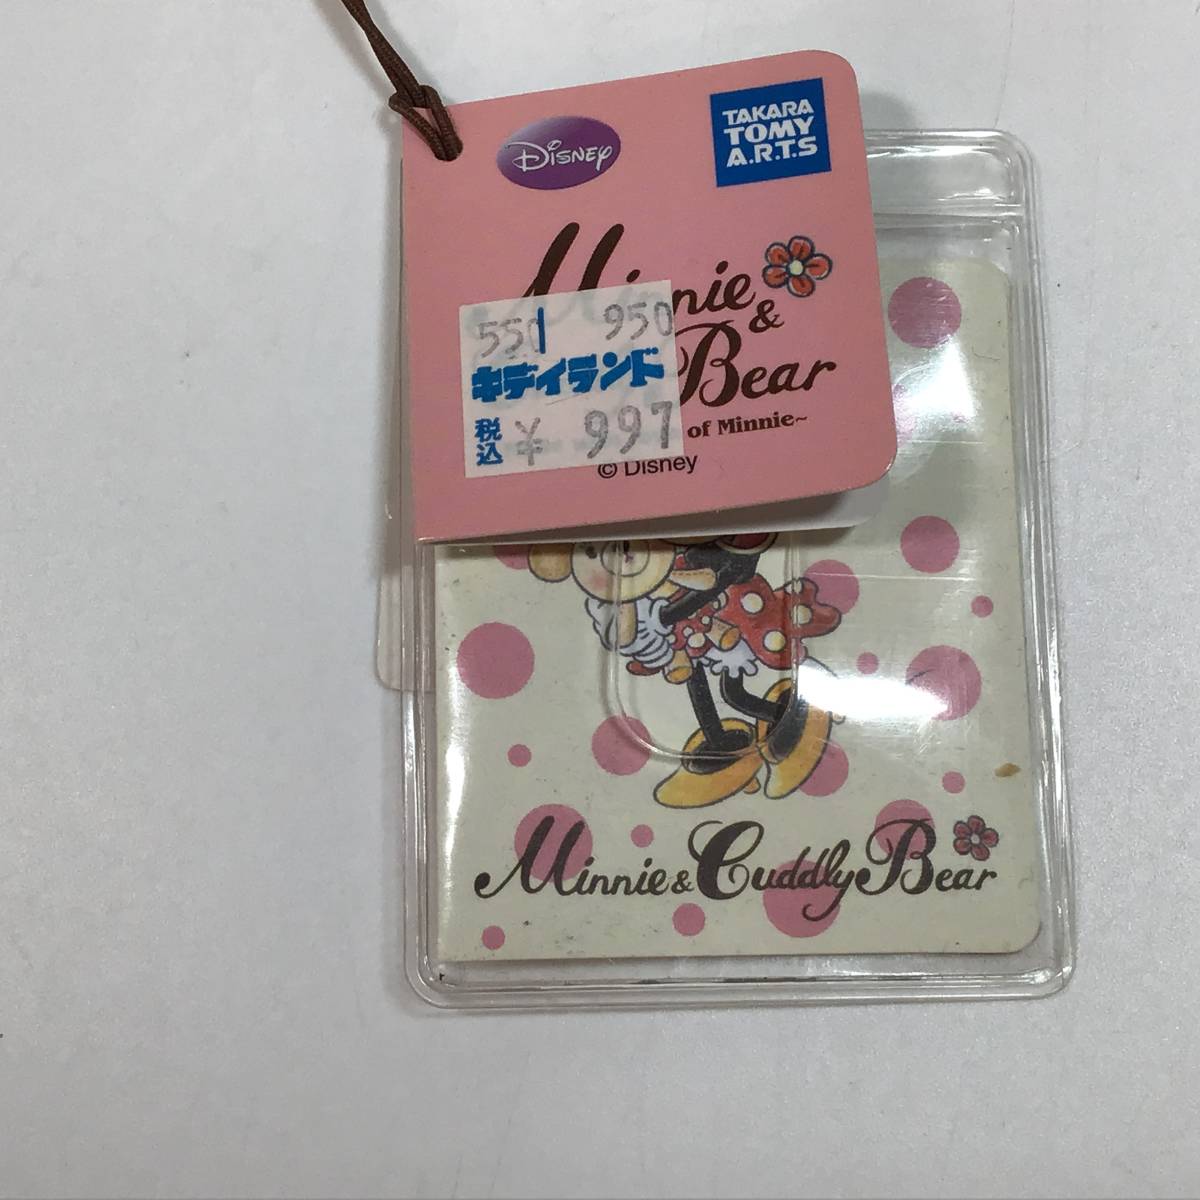 Disney
TAKARA
TOMY
A.R.T.S
Minnie
&
550 950
キデイランド
Bear
税込 ¥ 997
of Minnie~
© Disney
Minnie & Cuddly Bear